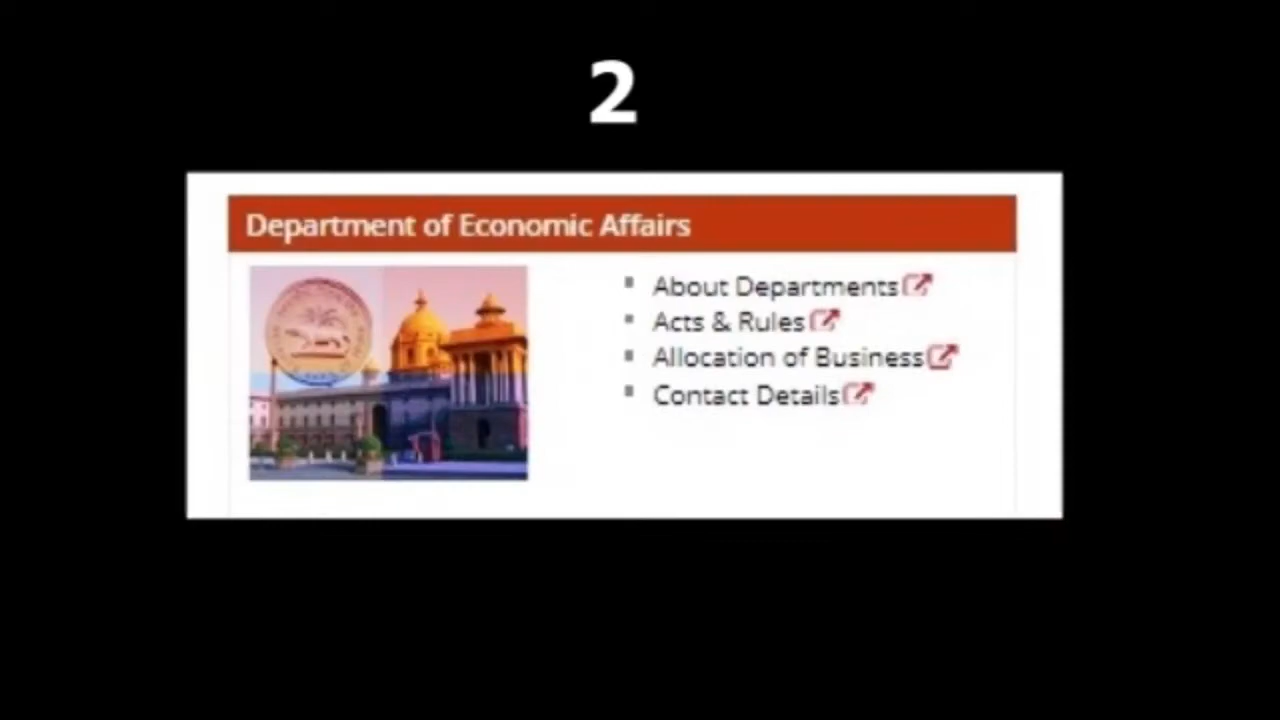 2
Department of Economic Affairs
About Departments
Acts & Rules
Allocation of Business
Contact Details